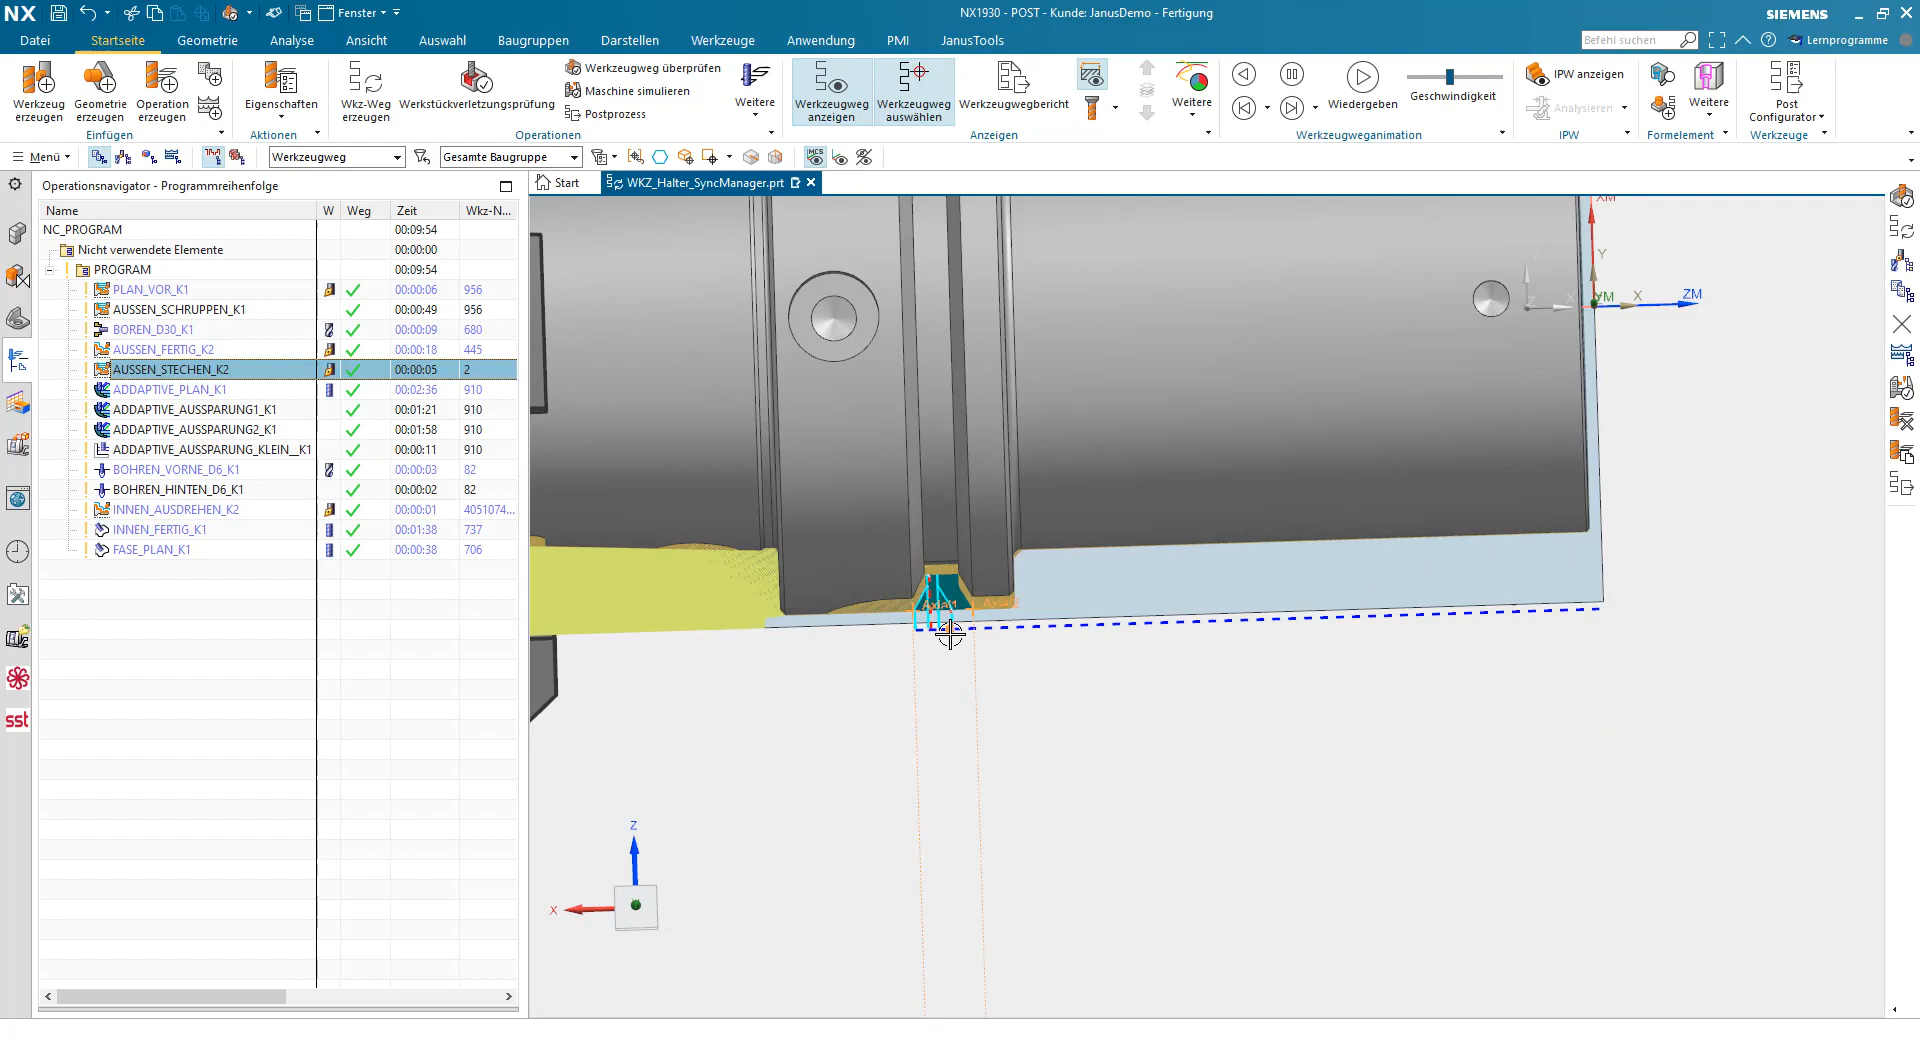 NX
Fenster
NX1930 - POST - Kunde: JanusDemo - Fertigung
SIEMENS
Datei
Startseite
Geometrie
Analyse
Ansicht
Auswahl
Baugruppen
Darstellen
Werkzeuge
Anwendung
PMI
JanusTools
Befehl suchen
Lernprogramme
Werkzeug erzeugen
Geometrie erzeugen
Operation erzeugen
Einfügen
Eigenschaften
Aktionen
Wkz-Weg erzeugen
Werkstückverletzungsprüfung
Werkzeugweg überprüfen
Maschine simulieren
Postprozess
Weitere
Operationen
Werkzeugweg anzeigen
Werkzeugweg auswählen
Werkzeugwegbericht
Weitere
Anzeigen
Wiedergeben
Geschwindigkeit
Werkzeugweganimation
IPW anzeigen
Analysieren
IPW
Weitere
Formelement
Post Configurator
Werkzeuge
Menü
Werkzeugweg
Gesamte Baugruppe
MCS
Operationsnavigator - Programmreihenfolge
Start
WKZ_Halter_SyncManager.prt
Name W Weg Zeit Wkz-N...
NC_PROGRAM 00:09:54
Nicht verwendete Elemente 00:00:00
PROGRAM 00:09:54
PLAN_VOR_K1 00:00:06 956
AUSSEN_SCHRUPPEN_K1 00:00:49 956
BOREN_D30_K1 00:00:09 680
AUSSEN_FERTIG_K2 00:00:18 445
AUSSEN_STECHEN_K2 00:00:05 2
ADDAPTIVE_PLAN_K1 00:02:36 910
ADDAPTIVE_AUSSPARUNG1_K1 00:01:21 910
ADDAPTIVE_AUSSPARUNG2_K1 00:01:58 910
ADDAPTIVE_AUSSPARUNG_KLEIN__K1 00:00:11 910
BOHREN_VORNE_D6_K1 00:00:03 82
BOHREN_HINTEN_D6_K1 00:00:02 82
INNEN_AUSDREHEN_K2 00:00:01 4051074...
INNEN_FERTIG_K1 00:01:38 737
FASE_PLAN_K1 00:00:38 706
sst
XM
Y
YM
X
ZM
Z
X
Axial1
Z
X